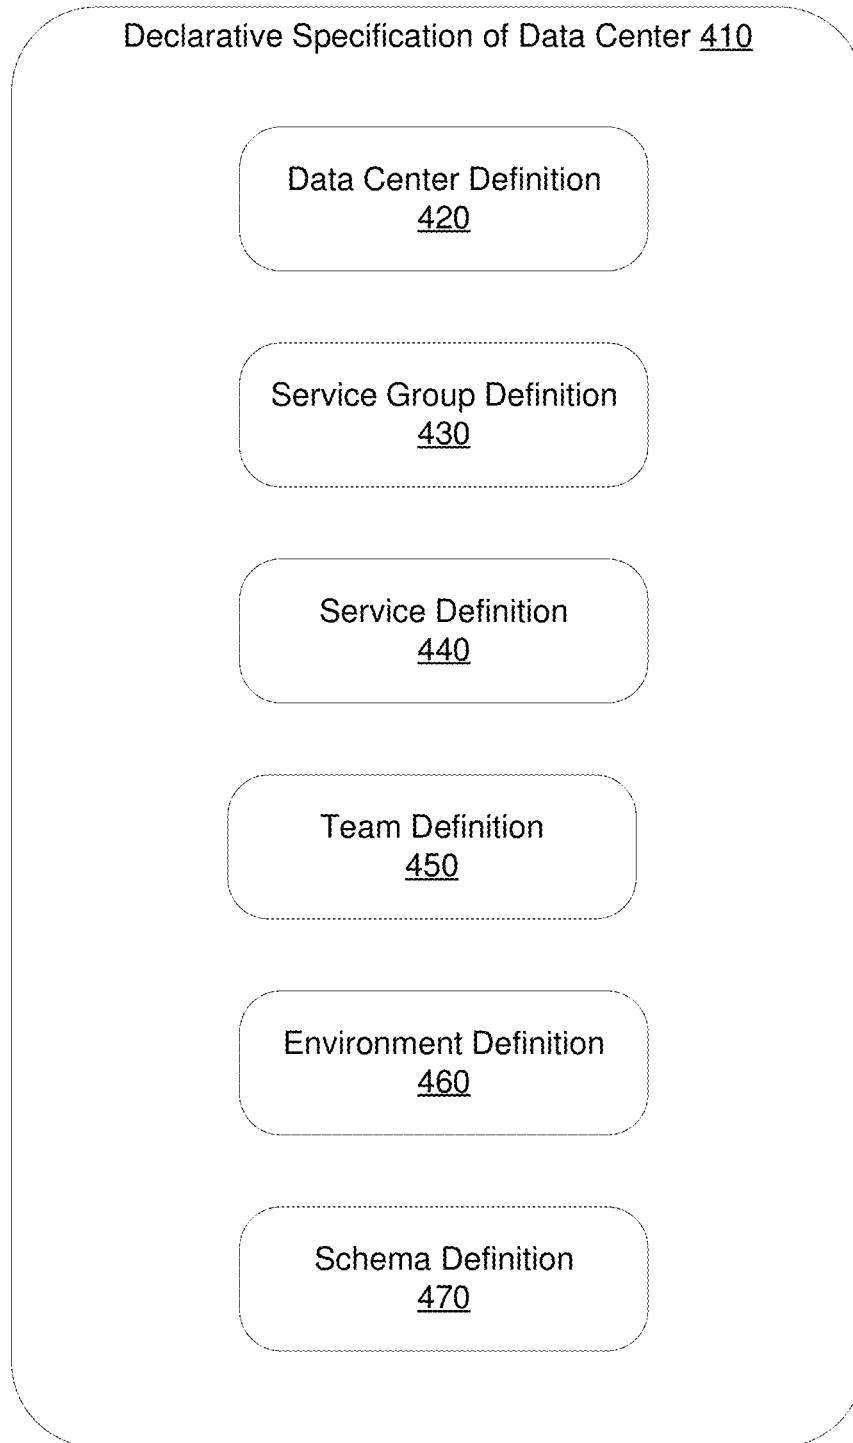 Declarative Specification of Data Center 410
Data Center Definition
420
Service Group Definition
430
Service Definition
440
Team Definition
450
Environment Definition
460
Schema Definition
470